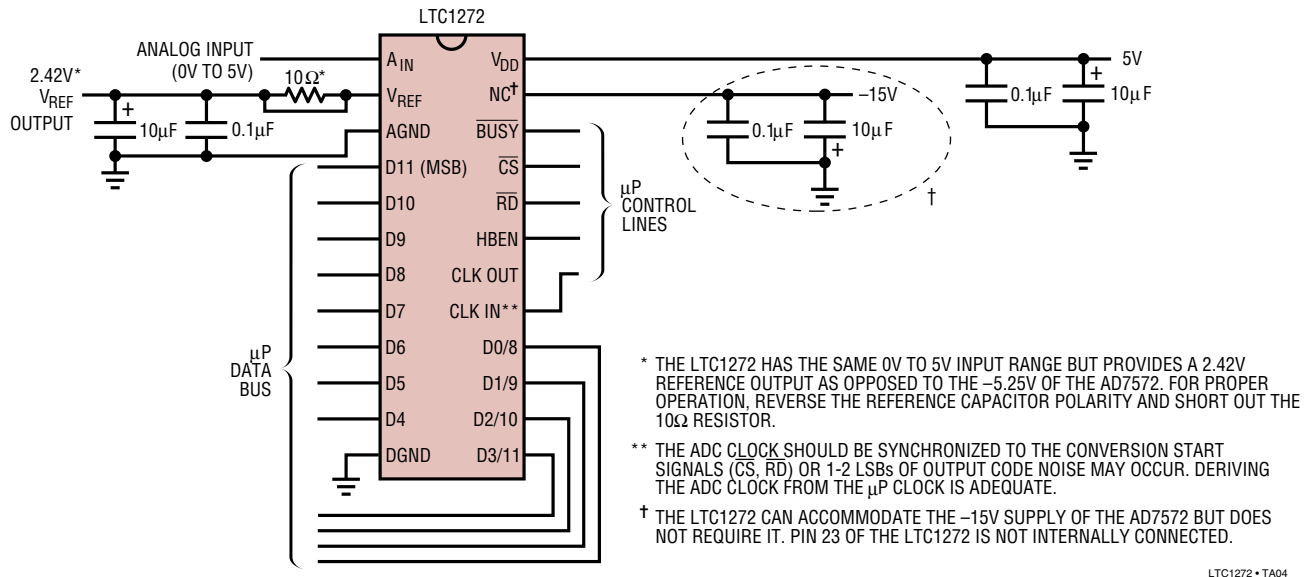 LTC1272
ANALOG INPUT
(0V TO 5V)
2.42V*
VREF
OUTPUT
10Ω*
+
10µF
0.1µF
AIN
VREF
AGND
D11 (MSB)
D10
D9
D8
D7
D6
D5
D4
DGND
VDD
NC†
BUSY
CS
RD
HBEN
CLK OUT
CLK IN**
D0/8
D1/9
D2/10
D3/11
µP
DATA
BUS
µP
CONTROL
LINES
–15V
0.1µF
10µF
+
†
5V
+
0.1µF
10µF
* THE LTC1272 HAS THE SAME 0V TO 5V INPUT RANGE BUT PROVIDES A 2.42V
REFERENCE OUTPUT AS OPPOSED TO THE –5.25V OF THE AD7572. FOR PROPER
OPERATION, REVERSE THE REFERENCE CAPACITOR POLARITY AND SHORT OUT THE
10Ω RESISTOR.
** THE ADC CLOCK SHOULD BE SYNCHRONIZED TO THE CONVERSION START
SIGNALS (CS, RD) OR 1-2 LSBs OF OUTPUT CODE NOISE MAY OCCUR. DERIVING
THE ADC CLOCK FROM THE µP CLOCK IS ADEQUATE.
† THE LTC1272 CAN ACCOMMODATE THE –15V SUPPLY OF THE AD7572 BUT DOES
NOT REQUIRE IT. PIN 23 OF THE LTC1272 IS NOT INTERNALLY CONNECTED.
LTC1272 • TA04